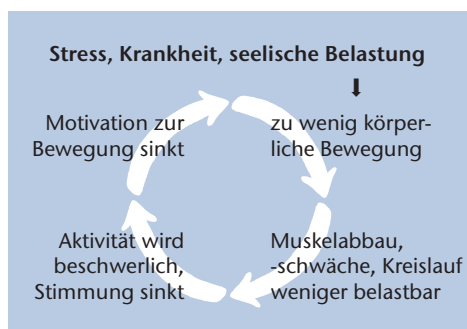 Stress, Krankheit, seelische Belastung
Motivation zur
Bewegung sinkt
zu wenig körper-
liche Bewegung
Aktivität wird
beschwerlich,
Stimmung sinkt
Muskelabbau,
-schwäche, Kreislauf
weniger belastbar